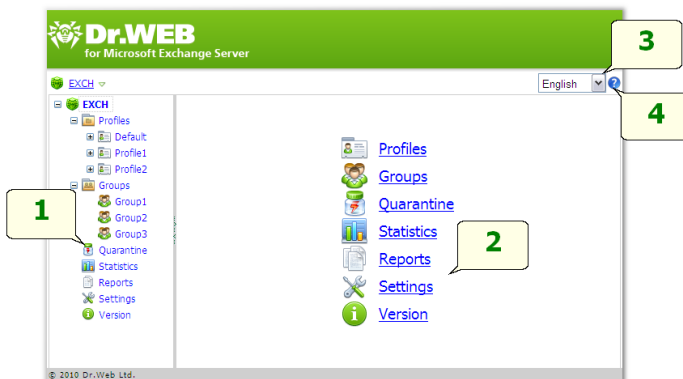 Dr.WEB
for Microsoft Exchange Server
3
EXCH
English
?
4
EXCH
Profiles
Default
Profile1
Profile2
Groups
Group1
Group2
Group3
1
Quarantine
Statistics
Reports
Settings
Version
Profiles
Groups
Quarantine
Statistics
Reports
Settings
Version
2
© 2010 Dr.Web Ltd.